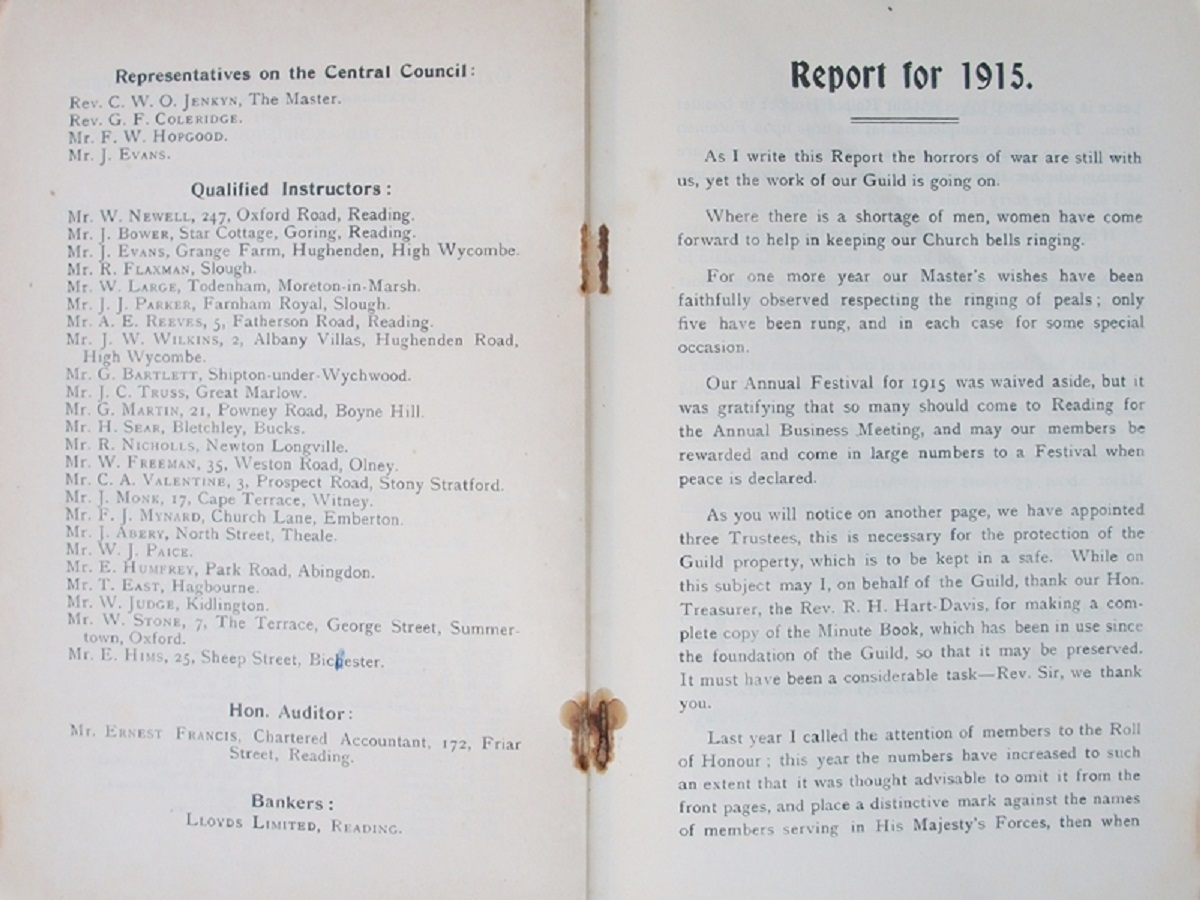 Representatives on the Central Council:
Rev. C. W. O. JENKYN, The Master.
Rev. G. F. COLERIDGE.
Mr. F. W. HOPGOOD.
Mr. J. EVANS.
Qualified Instructors:
Mr. W. NEWELL, 247, Oxford Road, Reading.
Mr. J. BOWER, Star Cottage, Goring, Reading.
Mr. J. EVANS, Grange Farm, Hughenden, High Wycombe.
Mr. R. FLAXMAN, Slough.
Mr. W. LARGE, Todenham, Moreton-in-Marsh.
Mr. J. J. PARKER, Farnham Royal, Slough.
Mr. A. E. REEVES, 5, Fatherson Road, Reading.
Mr. J. W. WILKINS, 2, Albany Villas, Hughenden Road,
High Wycombe.
Mr. G. BARTLETT, Shipton-under-Wychwood.
Mr. J. C. TRUSS, Great Marlow.
Mr. G. MARTIN, 21, Powney Road, Boyne Hill.
Mr. H. SEAR, Bletchley, Bucks.
Mr. R. NICHOLLS, Newton Longville.
Mr. W. FREEMAN, 35, Weston Road, Olney.
Mr. C. A. VALENTINE, 3, Prospect Road, Stony Stratford.
Mr. J. MONK, 17, Cape Terrace, Witney.
Mr. F. J. MYNARD, Church Lane, Emberton.
Mr. J. ABERY, North Street, Theale.
Mr. W. J. PAICE.
Mr. E. HUMFREY, Park Road, Abingdon.
Mr. T. EAST, Hagbourne.
Mr. W. JUDGE, Kidlington.
Mr. W. STONE, 7, The Terrace, George Street, Summer-
town, Oxford.
Mr. E. HIMS, 25, Sheep Street, Bichester.
Hon. Auditor:
Mr. ERNEST FRANCIS, Chartered Accountant, 172, Friar
Street, Reading.
Bankers:
LLOYDS LIMITED, READING.
Report for 1915.
As I write this Report the horrors of war are still with
us, yet the work of our Guild is going on.
Where there is a shortage of men, women have come
forward to help in keeping our Church bells ringing.
For one more year our Master's wishes have been
faithfully observed respecting the ringing of peals; only
five have been rung, and in each case for some special
occasion.
Our Annual Festival for 1915 was waived aside, but it
was gratifying that so many should come to Reading for
the Annual Business Meeting, and may our members be
rewarded and come in large numbers to a Festival when
peace is declared.
As you will notice on another page, we have appointed
three Trustees, this is necessary for the protection of the
Guild property, which is to be kept in a safe. While on
this subject may I, on behalf of the Guild, thank our Hon.
Treasurer, the Rev. R. H. Hart-Davis, for making a com-
plete copy of the Minute Book, which has been in use since
the foundation of the Guild, so that it may be preserved.
It must have been a considerable task—Rev. Sir, we thank
you.
Last year I called the attention of members to the Roll
of Honour; this year the numbers have increased to such
an extent that it was thought advisable to omit it from the
front pages, and place a distinctive mark against the names
of members serving in His Majesty's Forces, then when